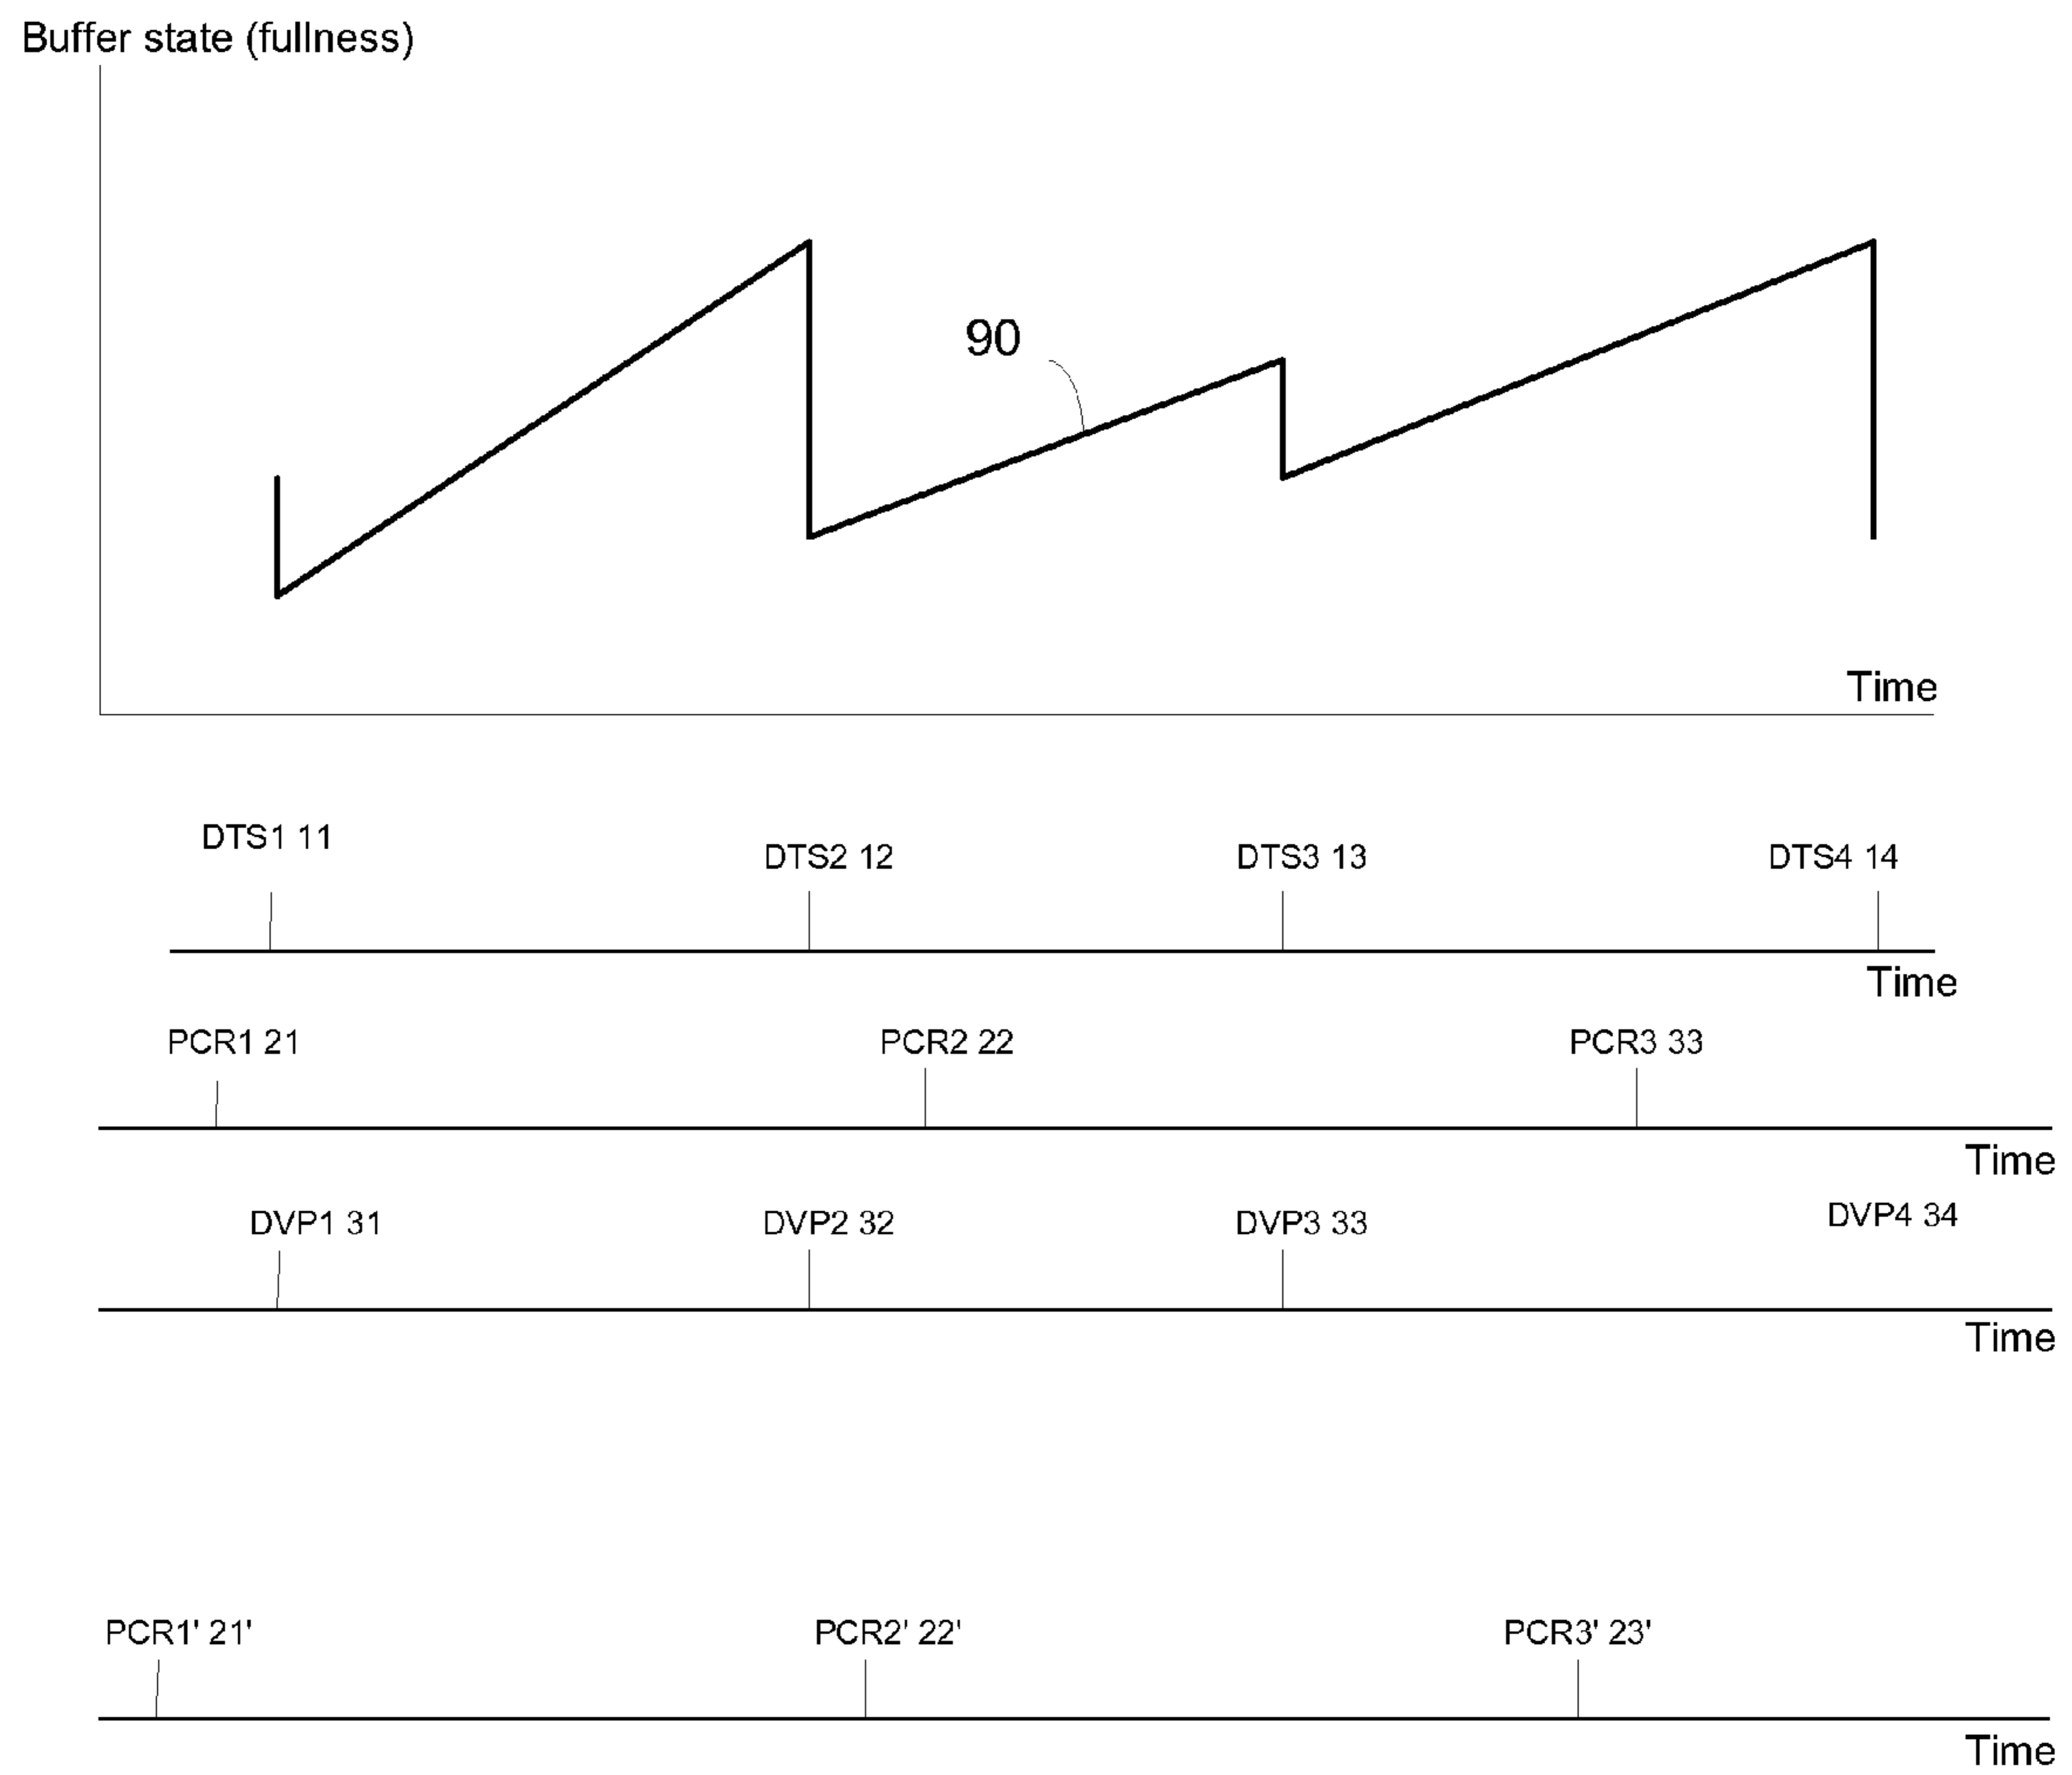 Buffer state (fullness)
90
Time
DTS1 11
DTS2 12
DTS3 13
DTS4 14
Time
PCR1 21
PCR2 22
PCR3 33
Time
DVP1 31
DVP2 32
DVP3 33
DVP4 34
Time
PCR1' 21'
PCR2' 22'
PCR3' 23'
Time